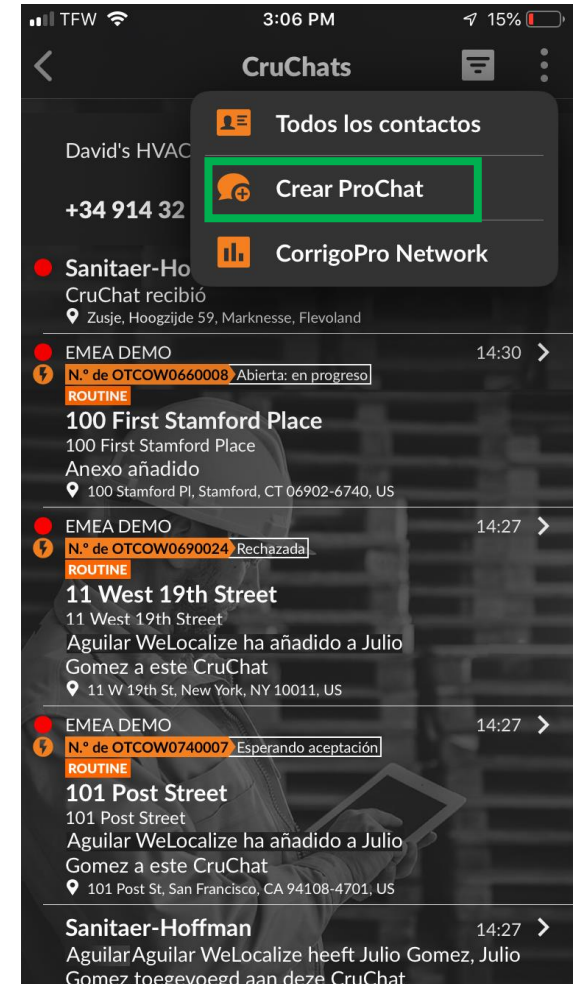 TFW 3:06 PM 15%
CruChats
Todos los contactos
David's HVAC
Crear ProChat
+34 914 32
CorrigoPro Network
Sanitaer-Ho
CruChat recibió
Zusje, Hoogzijde 59, Marknesse, Flevoland
EMEA DEMO 14:30
N.º de OTCOW0660008 Abierta: en progreso
ROUTINE
100 First Stamford Place
100 First Stamford Place
Anexo añadido
100 Stamford Pl, Stamford, CT 06902-6740, US
EMEA DEMO 14:27
N.º de OTCOW0690024 Rechazada
ROUTINE
11 West 19th Street
11 West 19th Street
Aguilar WeLocalize ha añadido a Julio
Gomez a este CruChat
11 W 19th St, New York, NY 10011, US
EMEA DEMO 14:27
N.º de OTCOW0740007 Esperando aceptación
ROUTINE
101 Post Street
101 Post Street
Aguilar WeLocalize ha añadido a Julio
Gomez a este CruChat
101 Post St, San Francisco, CA 94108-4701, US
Sanitaer-Hoffman 14:27
AguilarAguilar WeLocalize heeft Julio Gomez, Julio
Gomez toegevoegd aan deze CruChat